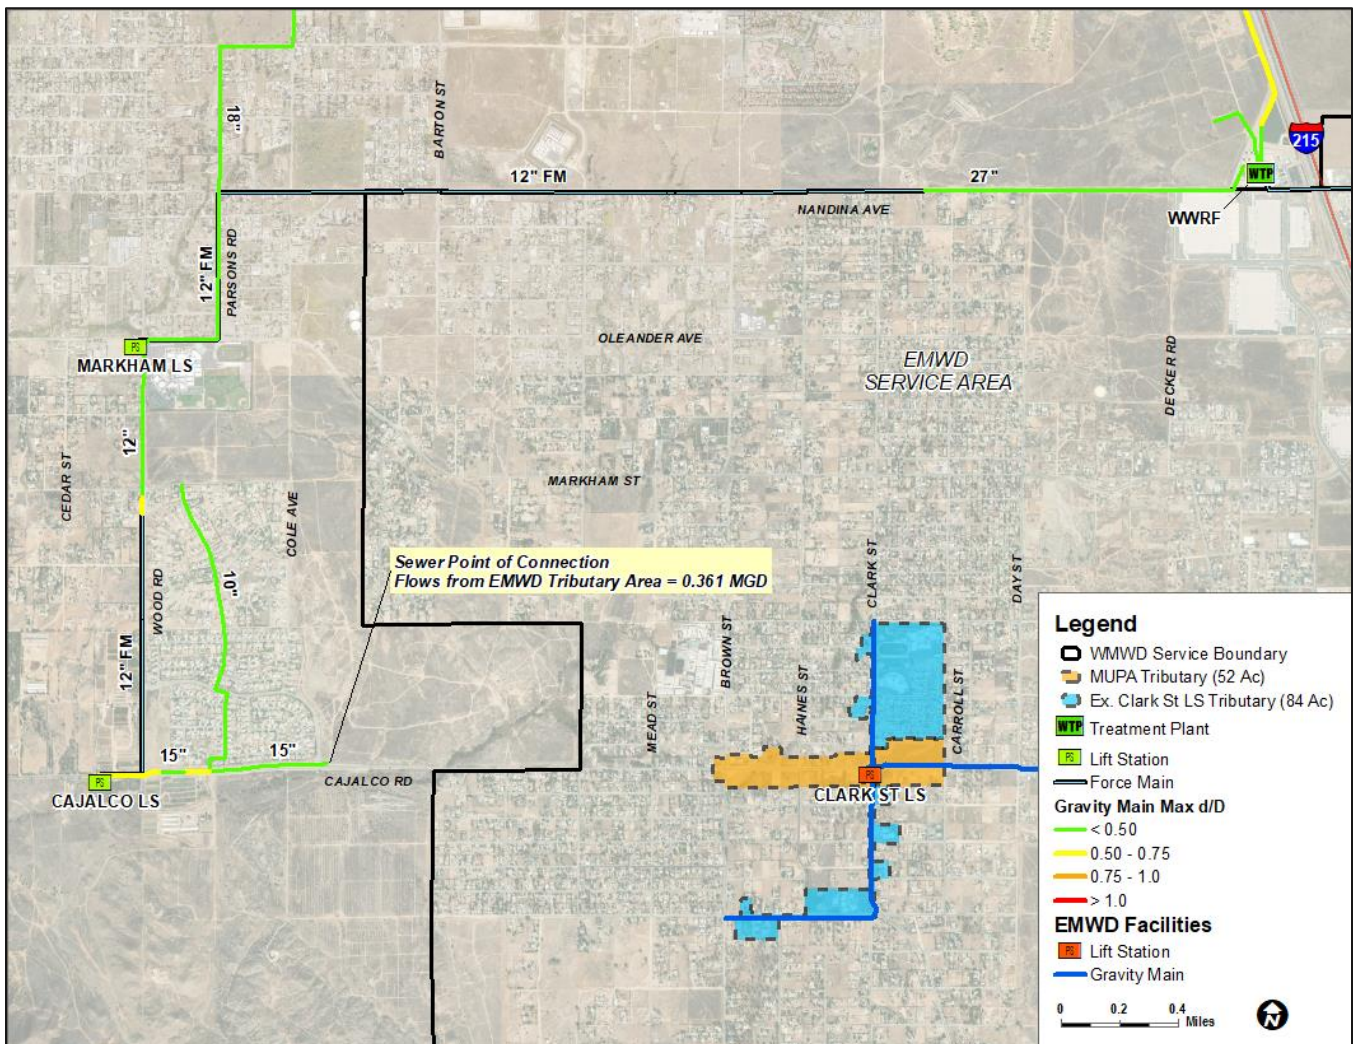 18"
BARTON ST
12" FM
27"
215
WTP
NANDINA AVE
WWRF
12" FM
PARSONS RD
PS
MARKHAM LS
OLEANDER AVE
EMWD
SERVICE AREA
DECKER RD
12"
CEDAR ST
COLE AVE
MARKHAM ST
Sewer Point of Connection
Flows from EMWD Tributary Area = 0.361 MGD
CLARK ST
DAY ST
10"
WOOD RD
12" FM
BROWN ST
HAINES ST
MEAD ST
CARROLL ST
15"
15"
PS
CAJALCO LS
CAJALCO RD
PS
CLARK ST LS
Legend
WMWD Service Boundary
MUPA Tributary (52 Ac)
Ex. Clark St LS Tributary (84 Ac)
WTP Treatment Plant
PS Lift Station
Force Main
Gravity Main Max d/D
< 0.50
0.50 - 0.75
0.75 - 1.0
> 1.0
EMWD Facilities
PS Lift Station
Gravity Main
0 0.2 0.4
Miles
N